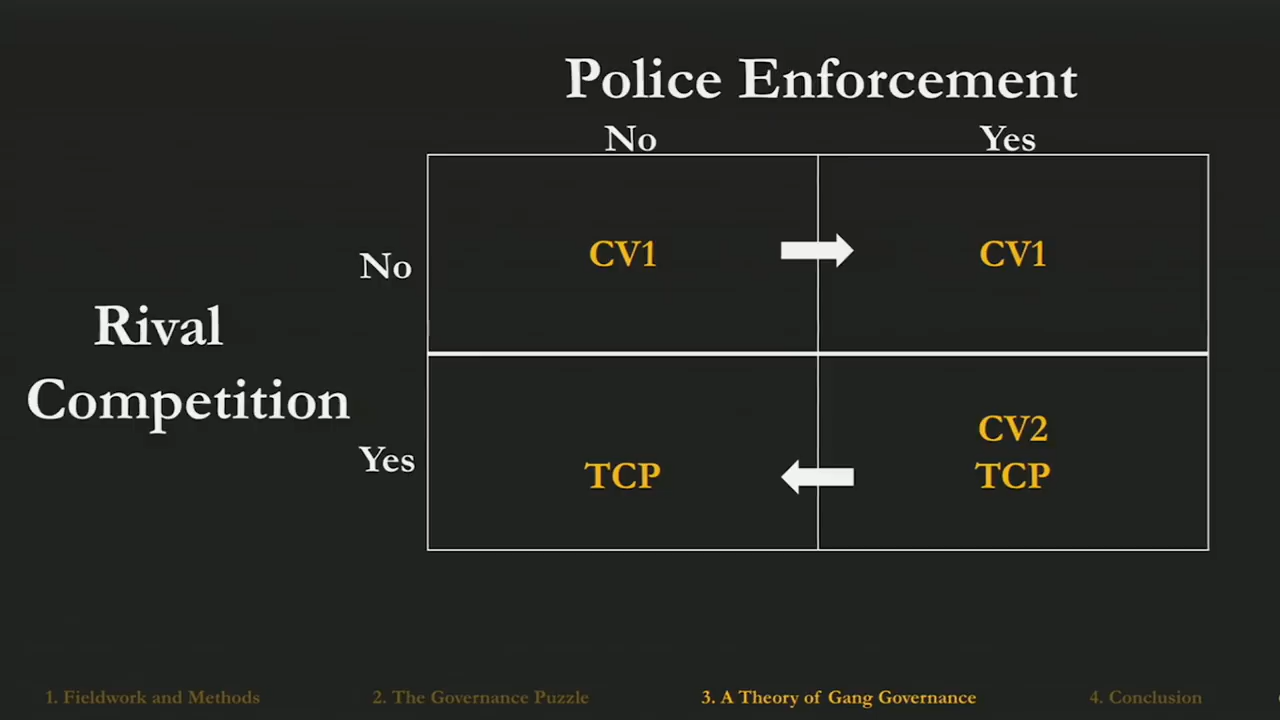 Police Enforcement
No Yes
No CV1 CV1
Rival
Competition
Yes
CV2
TCP TCP
1. Fieldwork and Methods 2. The Governance Puzzle 3. A Theory of Gang Governance 4. Conclusion